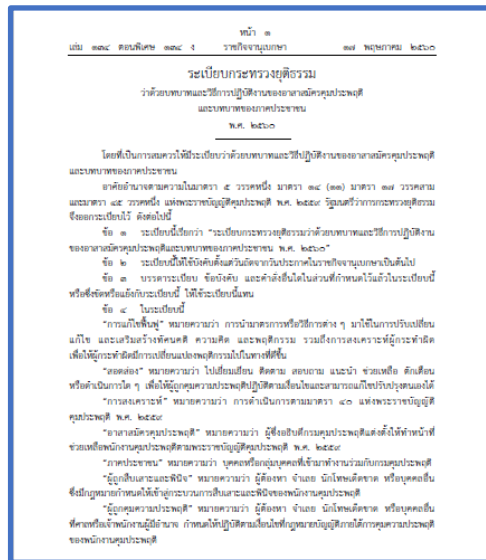 หน้า ๑
เล่ม ๑๓๔ ตอนพิเศษ ๑๓๔ ง ราชกิจจานุเบกษา ๑๗ พฤษภาคม ๒๕๖๐
ระเบียบกระทรวงยุติธรรม
ว่าด้วยบทบาทและวิธีการปฏิบัติงานของอาสาสมัครคุมประพฤติ
และบทบาทของภาคประชาชน
พ.ศ. ๒๕๖๐
โดยที่เป็นการสมควรให้มีระเบียบว่าด้วยบทบาทและวิธีปฏิบัติงานของอาสาสมัครคุมประพฤติ
และบทบาทของภาคประชาชน
อาศัยอำนาจตามความในมาตรา ๕ วรรคหนึ่ง มาตรา ๑๔ (๑๑) มาตรา ๑๗ วรรคสาม
และมาตรา ๔๕ วรรคหนึ่ง แห่งพระราชบัญญัติคุมประพฤติ พ.ศ. ๒๕๕๙ รัฐมนตรีว่าการกระทรวงยุติธรรม
จึงออกระเบียบไว้ ดังต่อไปนี้
ข้อ ๑ ระเบียบนี้เรียกว่า “ระเบียบกระทรวงยุติธรรมว่าด้วยบทบาทและวิธีการปฏิบัติงาน
ของอาสาสมัครคุมประพฤติและบทบาทของภาคประชาชน พ.ศ. ๒๕๖๐”
ข้อ ๒ ระเบียบนี้ให้ใช้บังคับตั้งแต่วันถัดจากวันประกาศในราชกิจจานุเบกษาเป็นต้นไป
ข้อ ๓ บรรดาระเบียบ ข้อบังคับ และคำสั่งอื่นใดในส่วนที่กำหนดไว้แล้วในระเบียบนี้
หรือซึ่งขัดหรือแย้งกับระเบียบนี้ ให้ใช้ระเบียบนี้แทน
ข้อ ๔ ในระเบียบนี้
“การแก้ไขฟื้นฟู” หมายความว่า การนำมาตรการหรือวิธีการต่าง ๆ มาใช้ในการปรับเปลี่ยน
แก้ไข และเสริมสร้างทัศนคติ ความคิด และพฤติกรรม รวมถึงการสงเคราะห์ผู้กระทำผิด
เพื่อให้ผู้กระทำผิดมีการเปลี่ยนแปลงพฤติกรรมไปในทางที่ดีขึ้น
“สอดส่อง” หมายความว่า ไปเยี่ยมเยียน ติดตาม สอบถาม แนะนำ ช่วยเหลือ ตักเตือน
หรือดำเนินการใด ๆ เพื่อให้ผู้ถูกคุมความประพฤติปฏิบัติตามเงื่อนไขและสามารถแก้ไขปรับปรุงตนเองได้
“การสงเคราะห์” หมายความว่า การดำเนินการตามมาตรา ๔๐ แห่งพระราชบัญญัติ
คุมประพฤติ พ.ศ. ๒๕๕๙
“อาสาสมัครคุมประพฤติ” หมายความว่า ผู้ซึ่งอธิบดีกรมคุมประพฤติแต่งตั้งให้ทำหน้าที่
ช่วยเหลือพนักงานคุมประพฤติตามพระราชบัญญัติคุมประพฤติ พ.ศ. ๒๕๕๙
“ภาคประชาชน” หมายความว่า บุคคลหรือกลุ่มบุคคลที่เข้ามาทำงานร่วมกับกรมคุมประพฤติ
“ผู้ถูกสืบเสาะและพินิจ” หมายความว่า ผู้ต้องหา จำเลย นักโทษเด็ดขาด หรือบุคคลอื่น
ซึ่งมีกฎหมายกำหนดให้เข้าสู่กระบวนการสืบเสาะและพินิจของพนักงานคุมประพฤติ
“ผู้ถูกคุมความประพฤติ” หมายความว่า ผู้ต้องหา จำเลย นักโทษเด็ดขาด หรือบุคคลอื่น
ที่ศาลหรือเจ้าพนักงานผู้มีอำนาจ กำหนดให้ปฏิบัติตามเงื่อนไขที่กฎหมายบัญญัติภายใต้การคุมความประพฤติ
ของพนักงานคุมประพฤติ